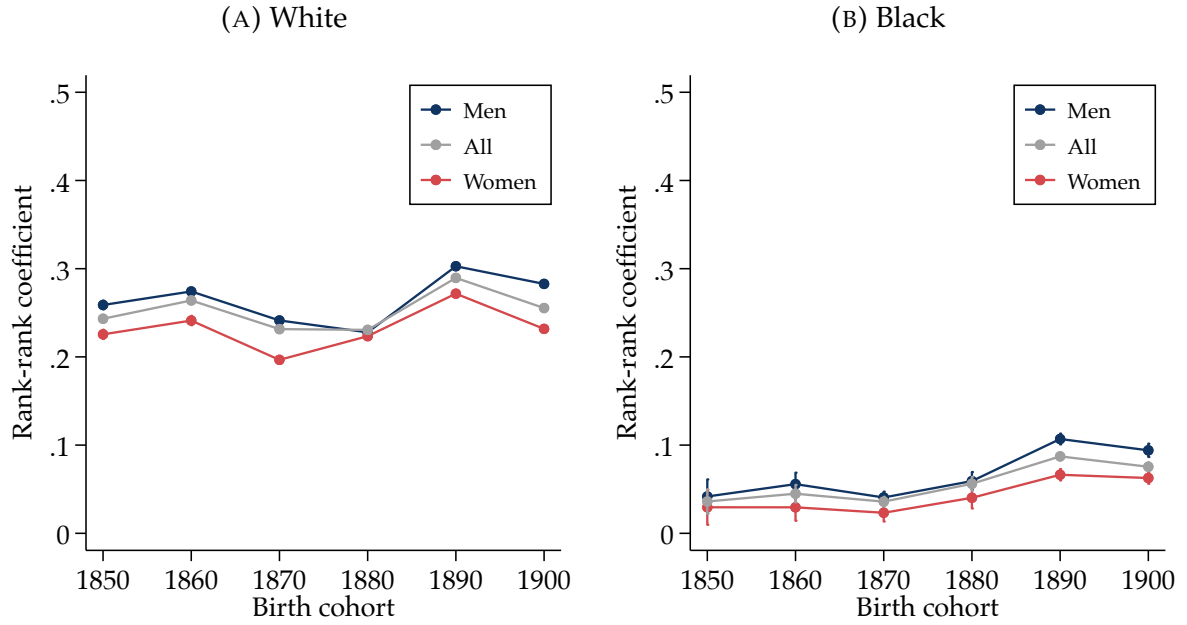 (A) White
.5
.4
.3
.2
.1
0
Rank-rank coefficient
Men
All
Women
1850 1860 1870 1880 1890 1900
Birth cohort
(B) Black
.5
.4
.3
.2
.1
0
Rank-rank coefficient
Men
All
Women
1850 1860 1870 1880 1890 1900
Birth cohort